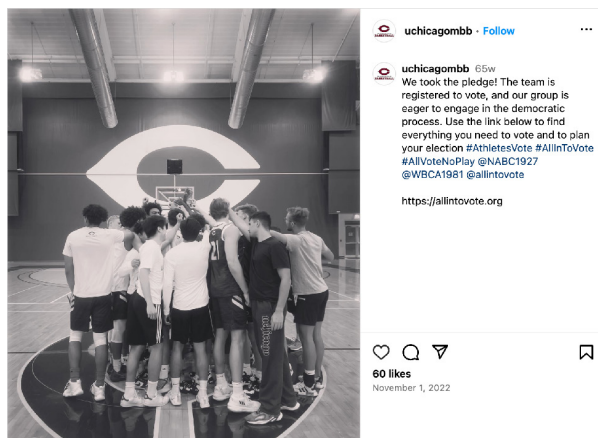 uchicagombb • Follow
uchicagombb 65w
We took the pledge! The team is
registered to vote, and our group is
eager to engage in the democratic
process. Use the link below to find
everything you need to vote and to plan
your election #AthletesVote #AllInToVote
#AllVoteNoPlay @NABC1927
@WBCA1981 @allintovote
https://allintovote.org
21
60 likes
November 1, 2022